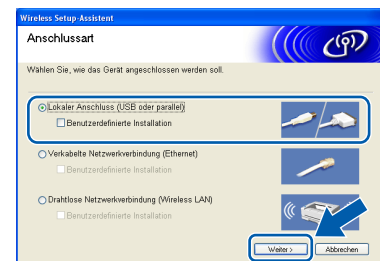 Wireless Setup-Assistent
Anschlussart
Wählen Sie, wie das Gerät angeschlossen werden soll.
Lokaler Anschluss (USB oder parallel)
Benutzerdefinierte Installation
Verkabelte Netzwerkverbindung (Ethernet)
Benutzerdefinierte Installation
Drahtlose Netzwerkverbindung (Wireless LAN)
Benutzerdefinierte Installation
Weiter > Abbrechen